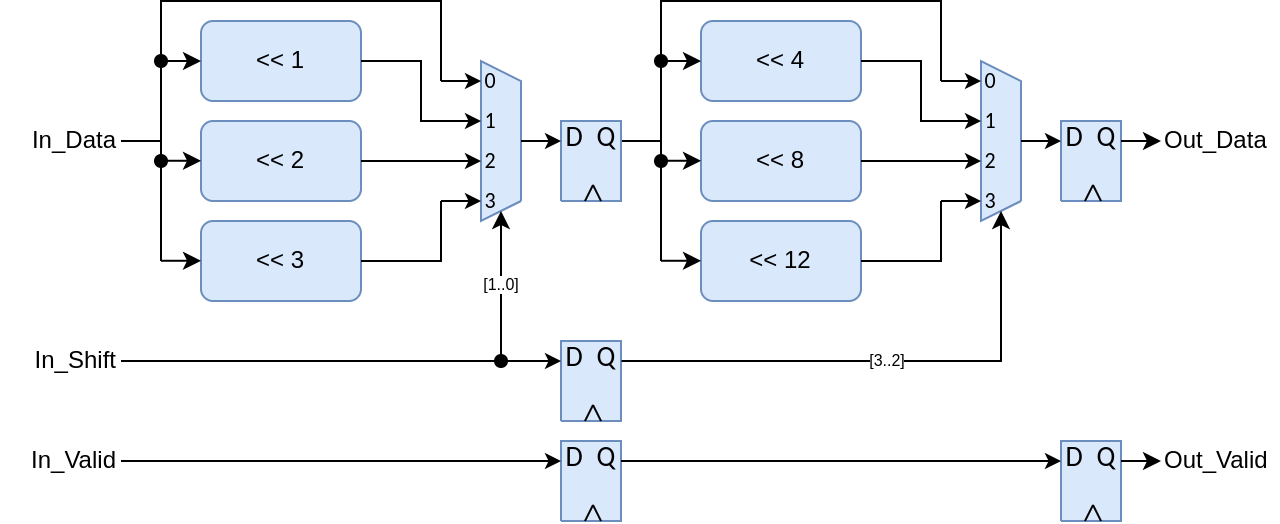 << 1
<< 4
0
0
1
1
In_Data
D Q
D Q
Out_Data
<< 2
2
<< 8
2
3
3
<< 3
<< 12
[1..0]
In_Shift
D Q
[3..2]
In_Valid
D Q
D Q
Out_Valid